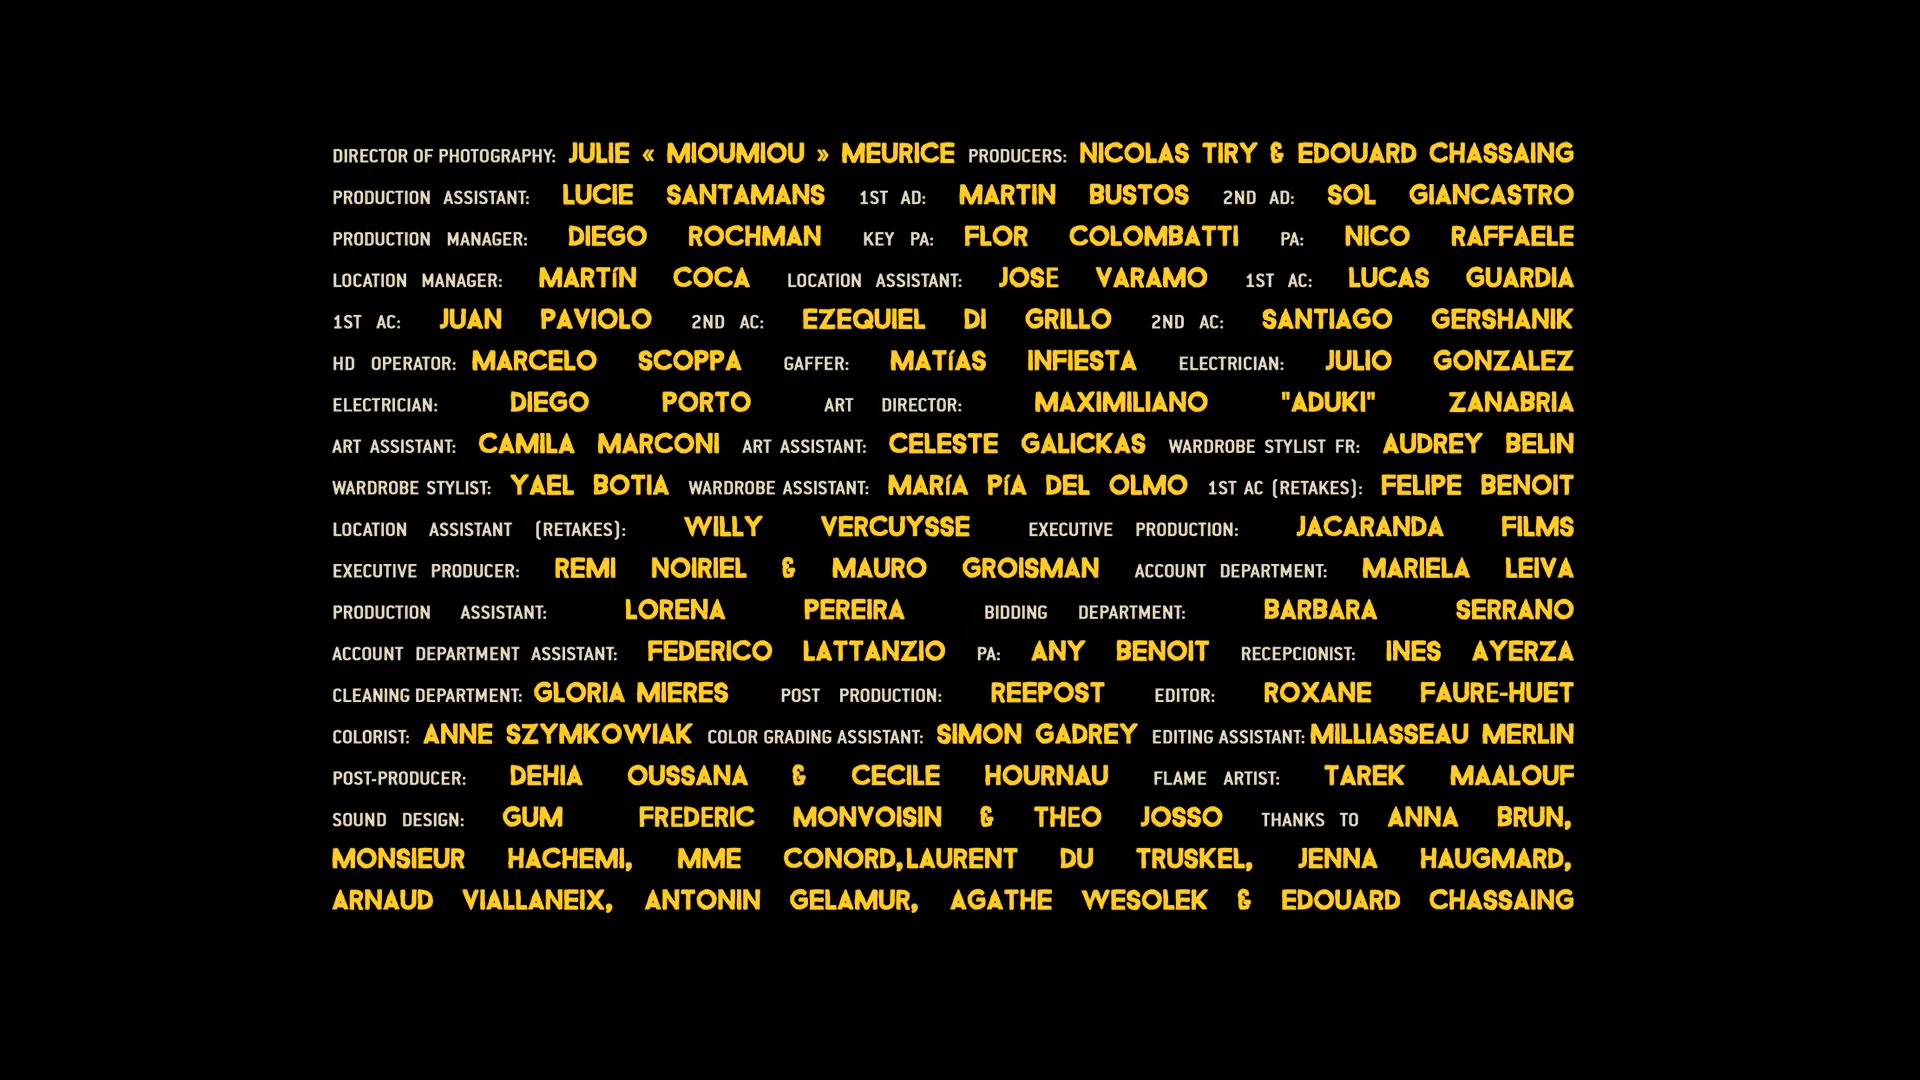 DIRECTOR OF PHOTOGRAPHY: JULIE « MIOUMIOU » MEURICE PRODUCERS: NICOLAS TIRY & EDOUARD CHASSAING
PRODUCTION ASSISTANT: LUCIE SANTAMANS 1ST AD: MARTIN BUSTOS 2ND AD: SOL GIANCASTRO
PRODUCTION MANAGER: DIEGO ROCHMAN KEY PA: FLOR COLOMBATTI PA: NICO RAFFAELE
LOCATION MANAGER: MARTíN COCA LOCATION ASSISTANT: JOSE VARAMO 1ST AC: LUCAS GUARDIA
1ST AC: JUAN PAVIOLO 2ND AC: EZEQUIEL DI GRILLO 2ND AC: SANTIAGO GERSHANIK
HD OPERATOR: MARCELO SCOPPA GAFFER: MATíAS INFIESTA ELECTRICIAN: JULIO GONZALEZ
ELECTRICIAN: DIEGO PORTO ART DIRECTOR: MAXIMILIANO "ADUKI" ZANABRIA
ART ASSISTANT: CAMILA MARCONI ART ASSISTANT: CELESTE GALICKAS WARDROBE STYLIST FR: AUDREY BELIN
WARDROBE STYLIST: YAEL BOTIA WARDROBE ASSISTANT: MARíA PíA DEL OLMO 1ST AC (RETAKES): FELIPE BENOIT
LOCATION ASSISTANT (RETAKES): WILLY VERCUYSSE EXECUTIVE PRODUCTION: JACARANDA FILMS
EXECUTIVE PRODUCER: REMI NOIRIEL & MAURO GROISMAN ACCOUNT DEPARTMENT: MARIELA LEIVA
PRODUCTION ASSISTANT: LORENA PEREIRA BIDDING DEPARTMENT: BARBARA SERRANO
ACCOUNT DEPARTMENT ASSISTANT: FEDERICO LATTANZIO PA: ANY BENOIT RECEPCIONIST: INES AYERZA
CLEANING DEPARTMENT: GLORIA MIERES POST PRODUCTION: REEPOST EDITOR: ROXANE FAURE-HUET
COLORIST: ANNE SZYMKOWIAK COLOR GRADING ASSISTANT: SIMON GADREY EDITING ASSISTANT: MILLIASSEAU MERLIN
POST-PRODUCER: DEHIA OUSSANA & CECILE HOURNAU FLAME ARTIST: TAREK MAALOUF
SOUND DESIGN: GUM FREDERIC MONVOISIN & THEO JOSSO THANKS TO ANNA BRUN,
MONSIEUR HACHEMI, MME CONORD,LAURENT DU TRUSKEL, JENNA HAUGMARD,
ARNAUD VIALLANEIX, ANTONIN GELAMUR, AGATHE WESOLEK & EDOUARD CHASSAING